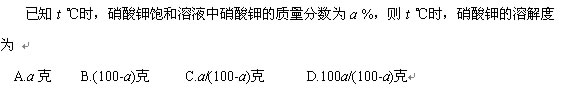 已知 t ℃时，硝酸钾饱和溶液中硝酸钾的质量分数为 a %，则 t ℃时，硝酸钾的溶解度
为 ↵
A.a 克 B.(100-a)克 C.a/(100-a)克 D.100a/(100-a)克↵